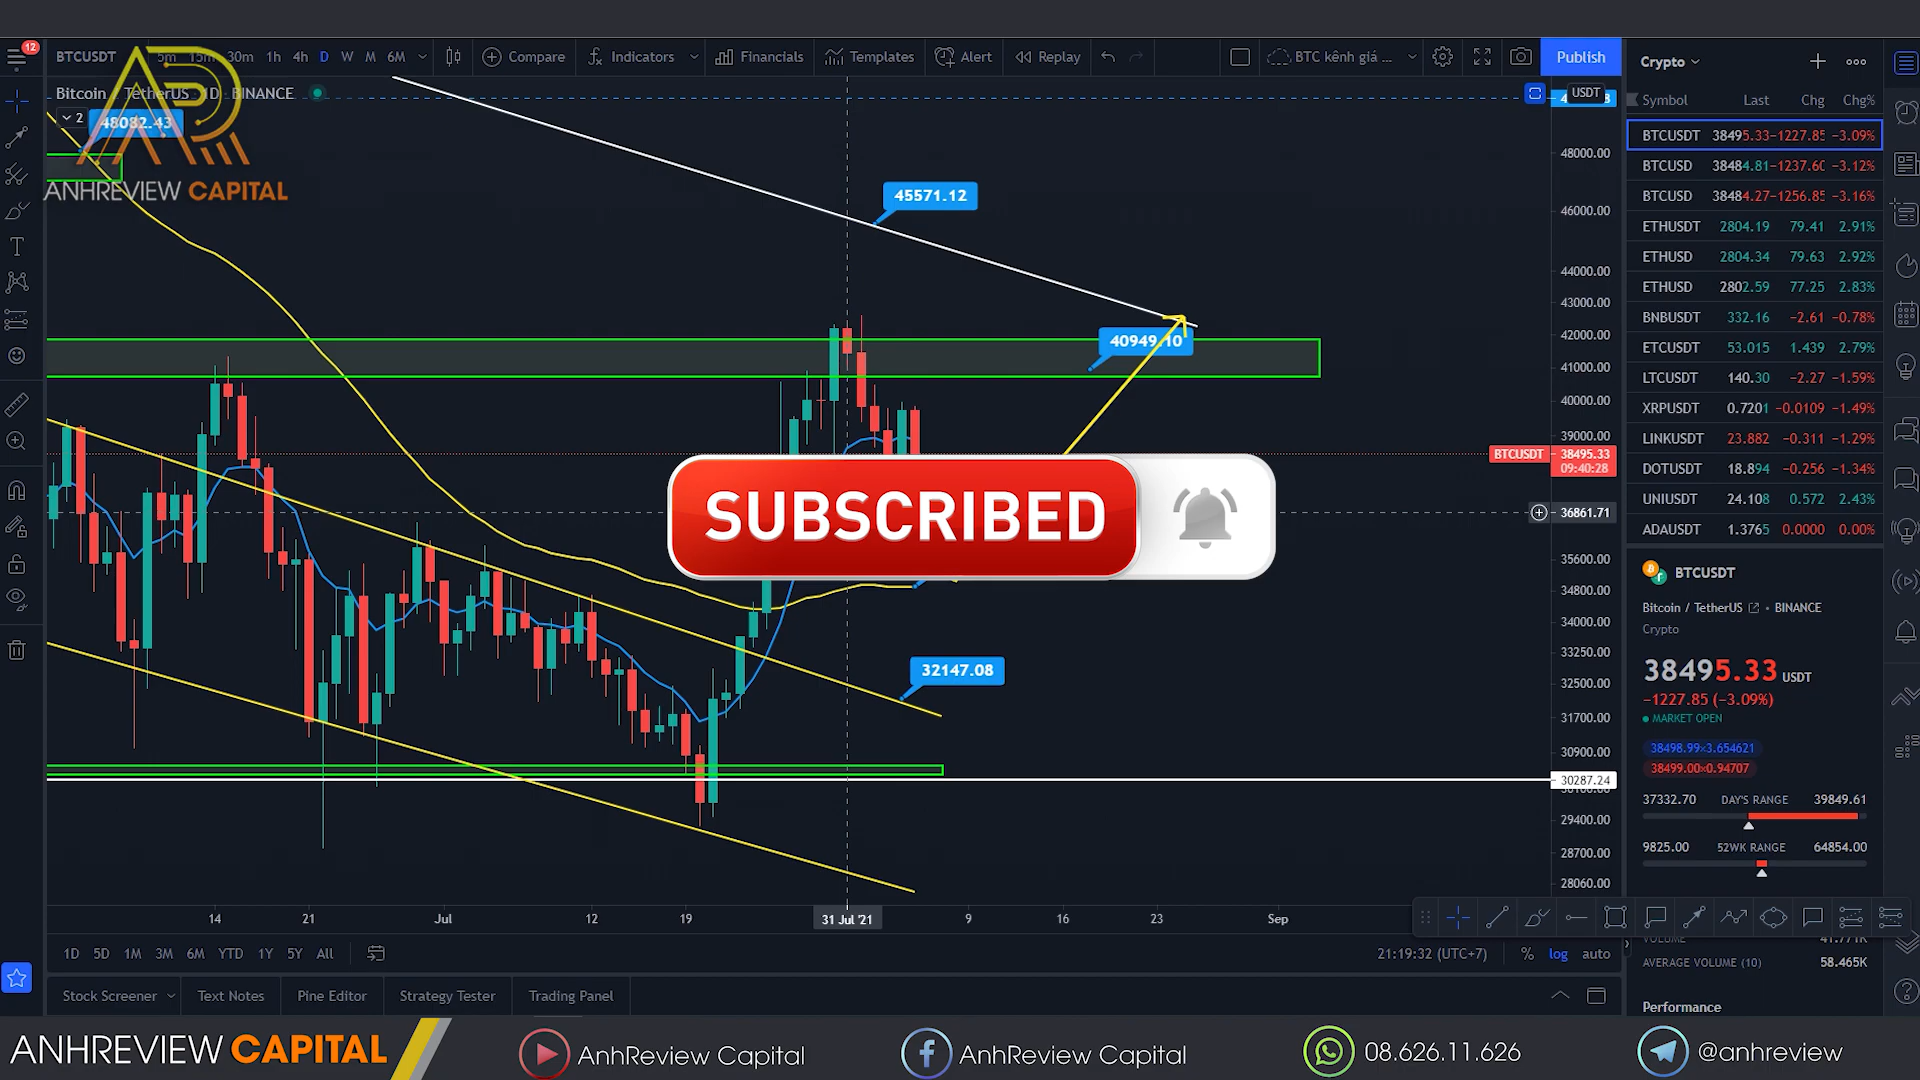 12
BTCUSDT 5m 15m 30m 1h 4h D W M 6M Compare Indicators Financials Templates Alert Replay BTC kênh giá ... Publish
Bitcoin / TetherUS 1D BINANCE
2
48082.43
ANHREVIEW CAPITAL
45571.12
40949.10
32147.08
SUBSCRIBED
USDT
48000.00
46000.00
44000.00
43000.00
42000.00
41000.00
40000.00
39000.00
BTCUSDT 38495.33
09:40:28
36861.71
35600.00
34800.00
34000.00
33250.00
32500.00
31700.00
30900.00
30287.24
29400.00
28700.00
28060.00
14 21 Jul 12 19 31 Jul '21 9 16 23 Sep
1D 5D 1M 3M 6M YTD 1Y 5Y All
21:19:32 (UTC+7) % log auto
Stock Screener Text Notes Pine Editor Strategy Tester Trading Panel
Crypto
Symbol Last Chg Chg%
BTCUSDT 38495.33 −1227.85 −3.09%
BTCUSD 38484.81 −1237.60 −3.12%
BTCUSD 38484.27 −1256.85 −3.16%
ETHUSDT 2804.19 79.41 2.91%
ETHUSD 2804.34 79.63 2.92%
ETHUSD 2802.59 77.25 2.83%
BNBUSDT 332.16 −2.61 −0.78%
ETCUSDT 53.015 1.439 2.79%
LTCUSDT 140.30 −2.27 −1.59%
XRPUSDT 0.7201 −0.0109 −1.49%
LINKUSDT 23.882 −0.311 −1.29%
DOTUSDT 18.894 −0.256 −1.34%
UNIUSDT 24.108 0.572 2.43%
ADAUSDT 1.3765 0.0000 0.00%
BTCUSDT
Bitcoin / TetherUS • BINANCE
Crypto
38495.33 USDT
−1227.85 (−3.09%)
MARKET OPEN
38498.99×3.654621
38499.00×0.94707
37332.70 DAY'S RANGE 39849.61
9825.00 52WK RANGE 64854.00
VOLUME 41.771K
AVERAGE VOLUME (10) 58.465K
Performance
ANHREVIEW CAPITAL AnhReview Capital AnhReview Capital 08.626.11.626 @anhreview